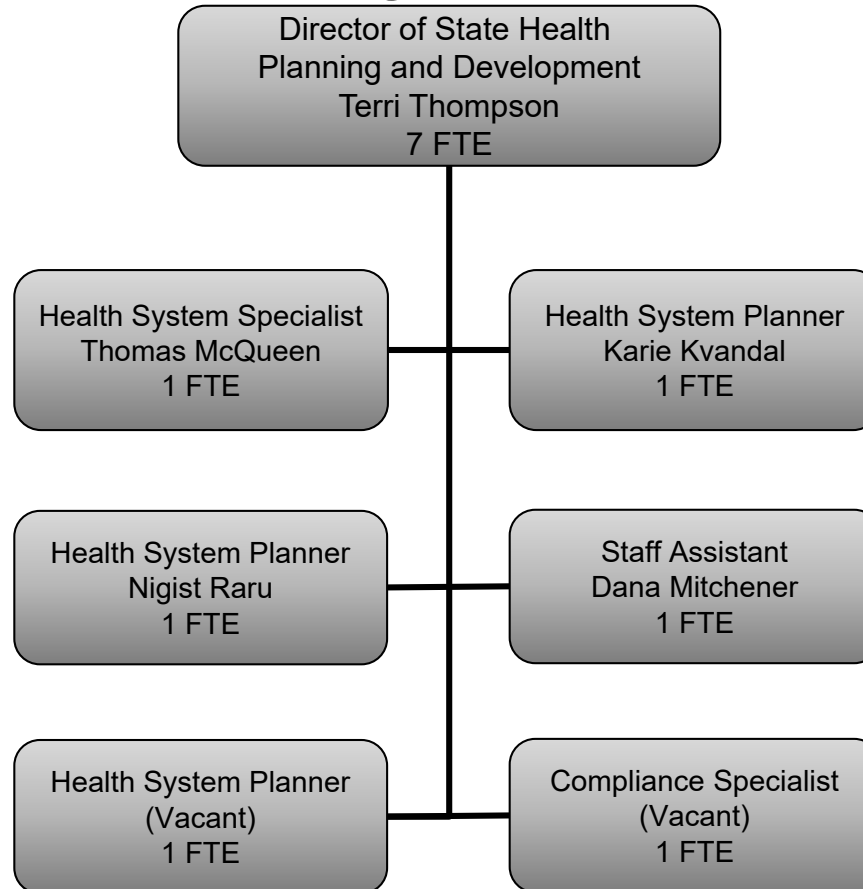 Director of State Health
Planning and Development
Terri Thompson
7 FTE
Health System Specialist
Thomas McQueen
1 FTE
Health System Planner
Karie Kvandal
1 FTE
Health System Planner
Nigist Raru
1 FTE
Staff Assistant
Dana Mitchener
1 FTE
Health System Planner
(Vacant)
1 FTE
Compliance Specialist
(Vacant)
1 FTE